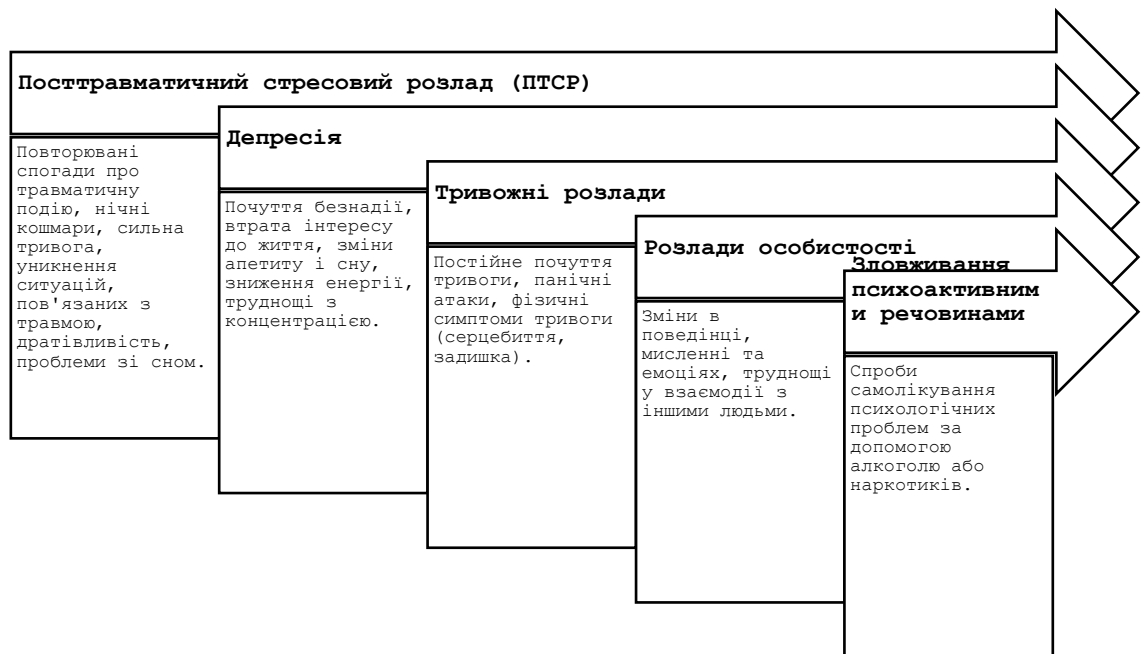 Посттравматичний стресовий розлад (ПТСР)
Повторювані
спогади про
травматичну
подію, нічні
кошмари, сильна
тривога,
уникнення
ситуацій,
пов'язаних з
травмою,
дратівливість,
проблеми зі сном.
Депресія
Почуття безнадії,
втрата інтересу
до життя, зміни
апетиту і сну,
зниження енергії,
труднощі з
концентрацією.
Тривожні розлади
Постійне почуття
тривоги, панічні
атаки, фізичні
симптоми тривоги
(серцебиття,
задишка).
Розлади особистості
Зміни в
поведінці,
мисленні та
емоціях, труднощі
у взаємодії з
іншими людьми.
Зловживання
психоактивним
и речовинами
Спроби
самолікування
психологічних
проблем за
допомогою
алкоголю або
наркотиків.